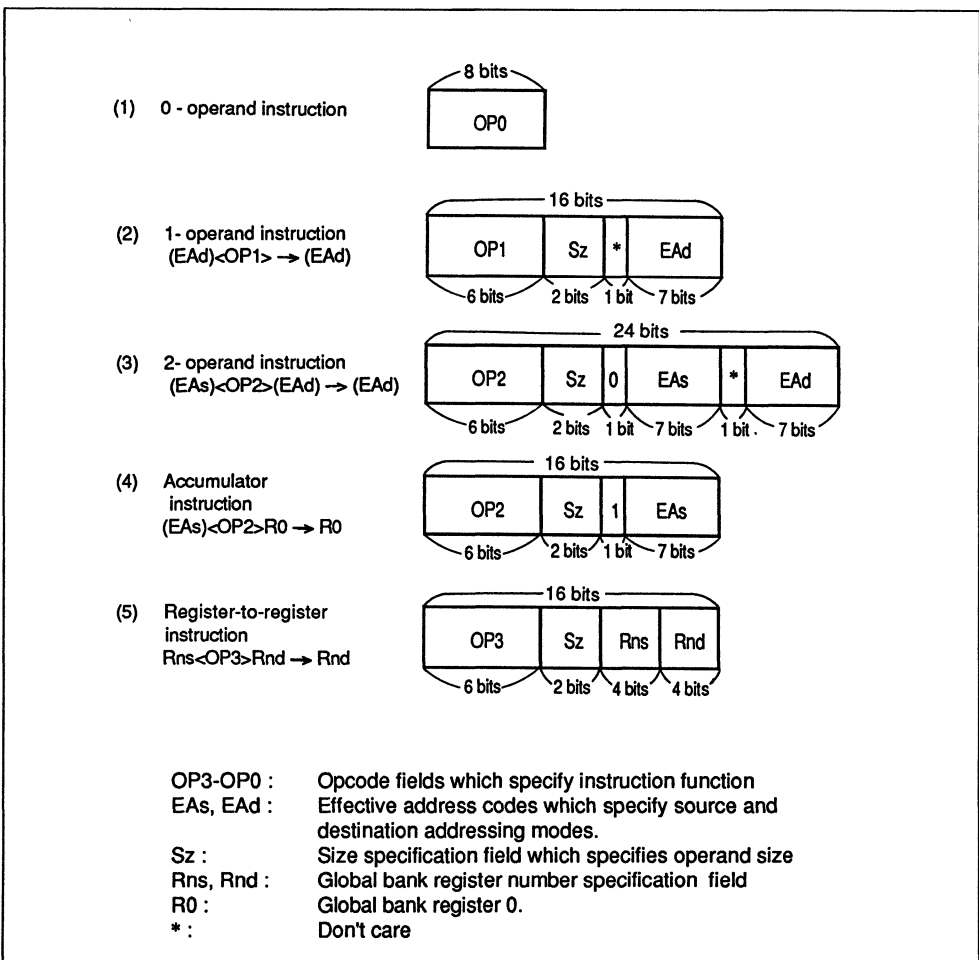 8 bits
(1) 0 - operand instruction
OP0
16 bits
(2) 1- operand instruction
(EAd)<OP1> → (EAd)
OP1 Sz * EAd
6 bits 2 bits 1 bit 7 bits
24 bits
(3) 2- operand instruction
(EAs)<OP2>(EAd) → (EAd)
OP2 Sz 0 EAs * EAd
6 bits 2 bits 1 bit 7 bits 1 bit . 7 bits
16 bits
(4) Accumulator
instruction
(EAs)<OP2>R0 → R0
OP2 Sz 1 EAs
6 bits 2 bits 1 bit 7 bits
16 bits
(5) Register-to-register
instruction
Rns<OP3>Rnd → Rnd
OP3 Sz Rns Rnd
6 bits 2 bits 4 bits 4 bits
OP3-OP0 : Opcode fields which specify instruction function
EAs, EAd : Effective address codes which specify source and
destination addressing modes.
Sz : Size specification field which specifies operand size
Rns, Rnd : Global bank register number specification field
R0 : Global bank register 0.
* : Don't care